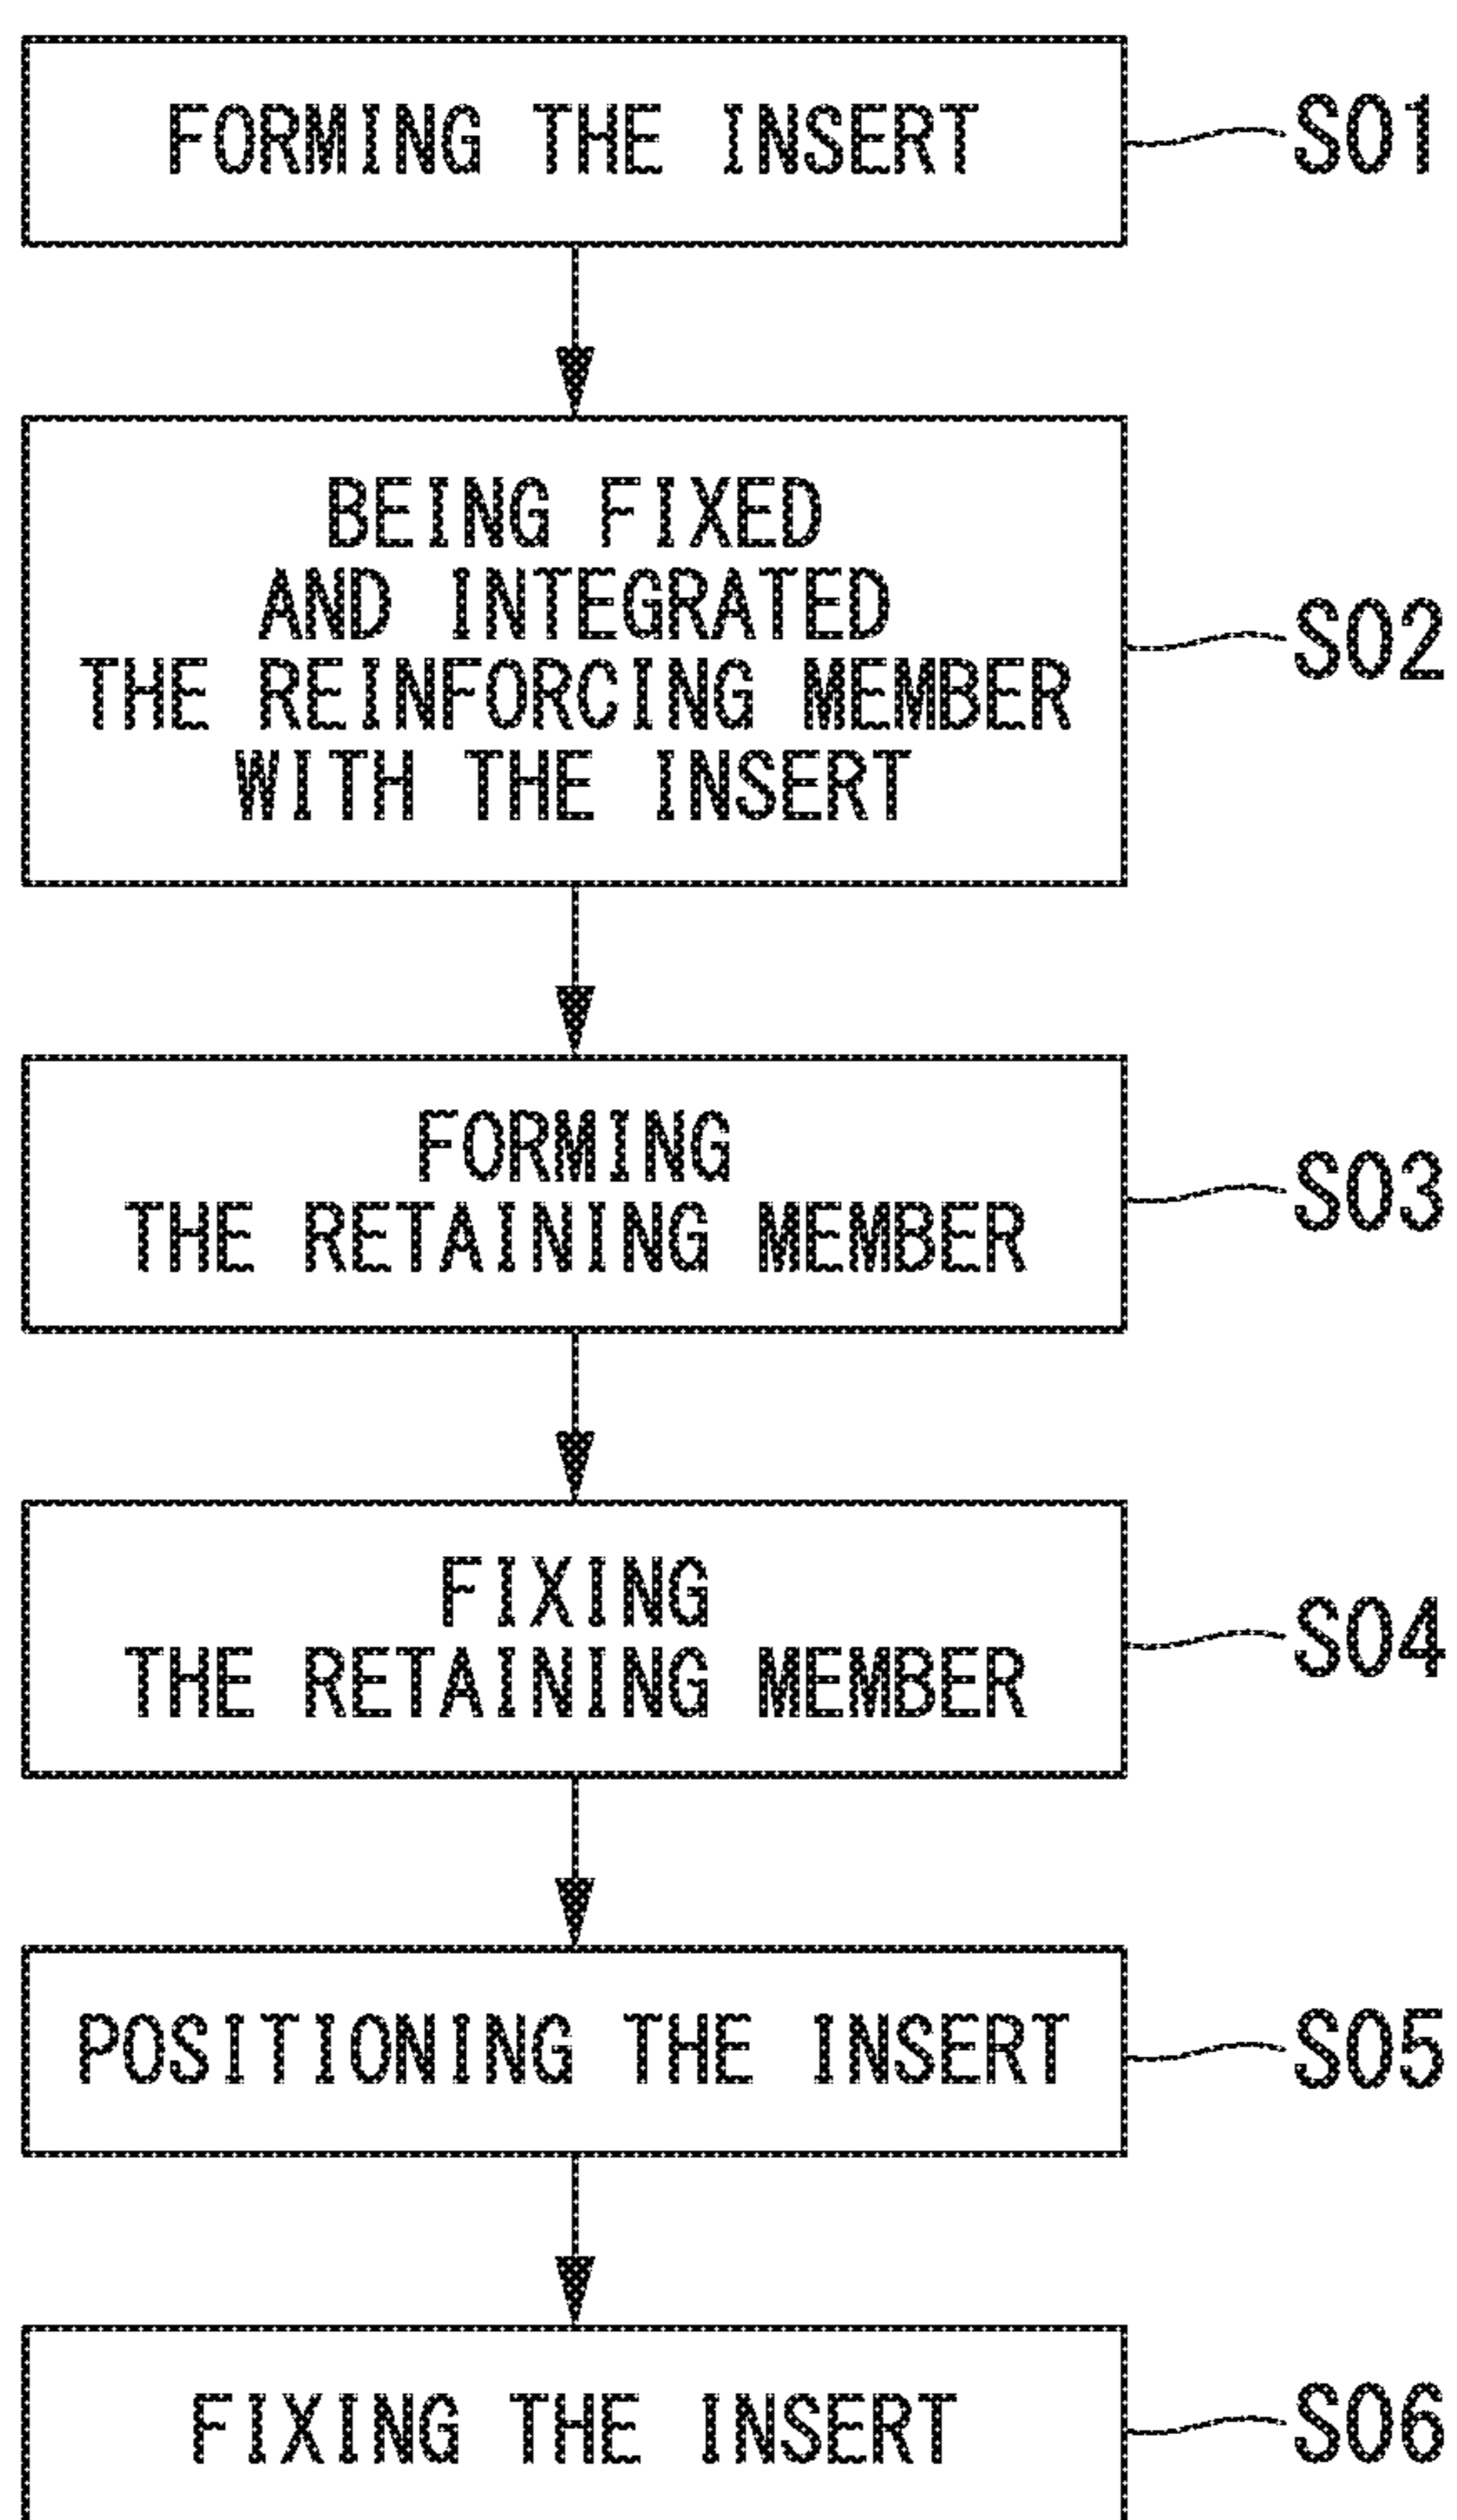 FORMING THE INSERT
S01
BEING FIXED
AND INTEGRATED
THE REINFORCING MEMBER
WITH THE INSERT
S02
FORMING
THE RETAINING MEMBER
S03
FIXING
THE RETAINING MEMBER
S04
POSITIONING THE INSERT
S05
FIXING THE INSERT
S06